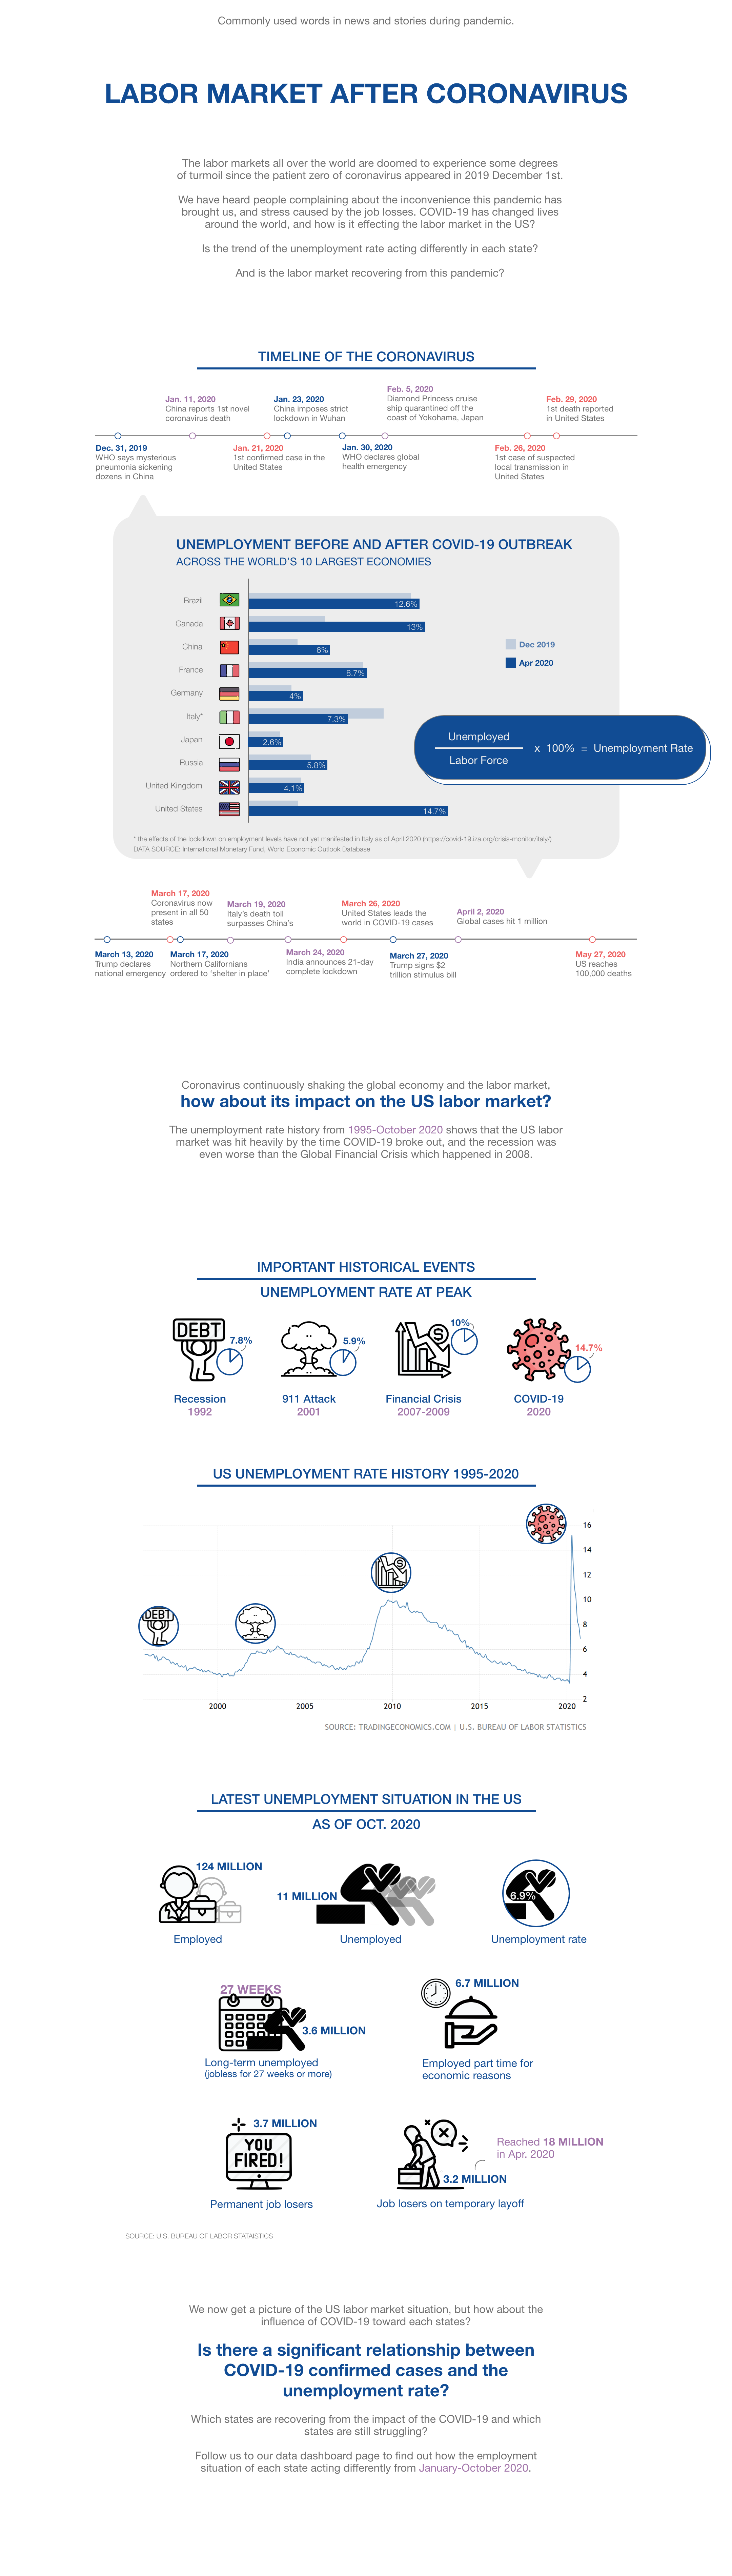 Commonly used words in news and stories during pandemic.
LABOR MARKET AFTER CORONAVIRUS
The labor markets all over the world are doomed to experience some degrees
of turmoil since the patient zero of coronavirus appeared in 2019 December 1st.
We have heard people complaining about the inconvenience this pandemic has
brought us, and stress caused by the job losses. COVID-19 has changed lives
around the world, and how is it effecting the labor market in the US?
Is the trend of the unemployment rate acting differently in each state?
And is the labor market recovering from this pandemic?
TIMELINE OF THE CORONAVIRUS
Jan. 11, 2020
China reports 1st novel
coronavirus death
Jan. 23, 2020
China imposes strict
lockdown in Wuhan
Feb. 5, 2020
Diamond Princess cruise
ship quarantined off the
coast of Yokohama, Japan
Feb. 29, 2020
1st death reported
in United States
Dec. 31, 2019
WHO says mysterious
pneumonia sickening
dozens in China
Jan. 21, 2020
1st confirmed case in the
United States
Jan. 30, 2020
WHO declares global
health emergency
Feb. 26, 2020
1st case of suspected
local transmission in
United States
UNEMPLOYMENT BEFORE AND AFTER COVID-19 OUTBREAK
ACROSS THE WORLD'S 10 LARGEST ECONOMIES
Brazil 12.6%
Canada 13%
China 6%
France 8.7%
Germany 4%
Italy* 7.3%
Japan 2.6%
Russia 5.8%
United Kingdom 4.1%
United States 14.7%
Dec 2019
Apr 2020
Unemployed
Labor Force
x 100% = Unemployment Rate
* the effects of the lockdown on employment levels have not yet manifested in Italy as of April 2020 (https://covid-19.iza.org/crisis-monitor/italy/)
DATA SOURCE: International Monetary Fund, World Economic Outlook Database
March 17, 2020
Coronavirus now
present in all 50
states
March 19, 2020
Italy's death toll
surpasses China's
March 26, 2020
United States leads the
world in COVID-19 cases
April 2, 2020
Global cases hit 1 million
March 13, 2020
Trump declares
national emergency
March 17, 2020
Northern Californians
ordered to 'shelter in place'
March 24, 2020
India announces 21-day
complete lockdown
March 27, 2020
Trump signs $2
trillion stimulus bill
May 27, 2020
US reaches
100,000 deaths
Coronavirus continuously shaking the global economy and the labor market,
how about its impact on the US labor market?
The unemployment rate history from 1995-October 2020 shows that the US labor
market was hit heavily by the time COVID-19 broke out, and the recession was
even worse than the Global Financial Crisis which happened in 2008.
IMPORTANT HISTORICAL EVENTS
UNEMPLOYMENT RATE AT PEAK
DEBT
7.8%
5.9%
10%
$
14.7%
Recession
1992
911 Attack
2001
Financial Crisis
2007-2009
COVID-19
2020
US UNEMPLOYMENT RATE HISTORY 1995-2020
DEBT
$
16
14
12
10
8
6
4
2
2000 2005 2010 2015 2020
SOURCE: TRADINGECONOMICS.COM | U.S. BUREAU OF LABOR STATISTICS
LATEST UNEMPLOYMENT SITUATION IN THE US
AS OF OCT. 2020
124 MILLION
Employed
11 MILLION
Unemployed
6.9%
Unemployment rate
27 WEEKS
3.6 MILLION
Long-term unemployed
(jobless for 27 weeks or more)
6.7 MILLION
Employed part time for
economic reasons
3.7 MILLION
YOU
FIRED!
Permanent job losers
Reached 18 MILLION
in Apr. 2020
3.2 MILLION
Job losers on temporary layoff
SOURCE: U.S. BUREAU OF LABOR STATAISTICS
We now get a picture of the US labor market situation, but how about the
influence of COVID-19 toward each states?
Is there a significant relationship between
COVID-19 confirmed cases and the
unemployment rate?
Which states are recovering from the impact of the COVID-19 and which
states are still struggling?
Follow us to our data dashboard page to find out how the employment
situation of each state acting differently from January-October 2020.